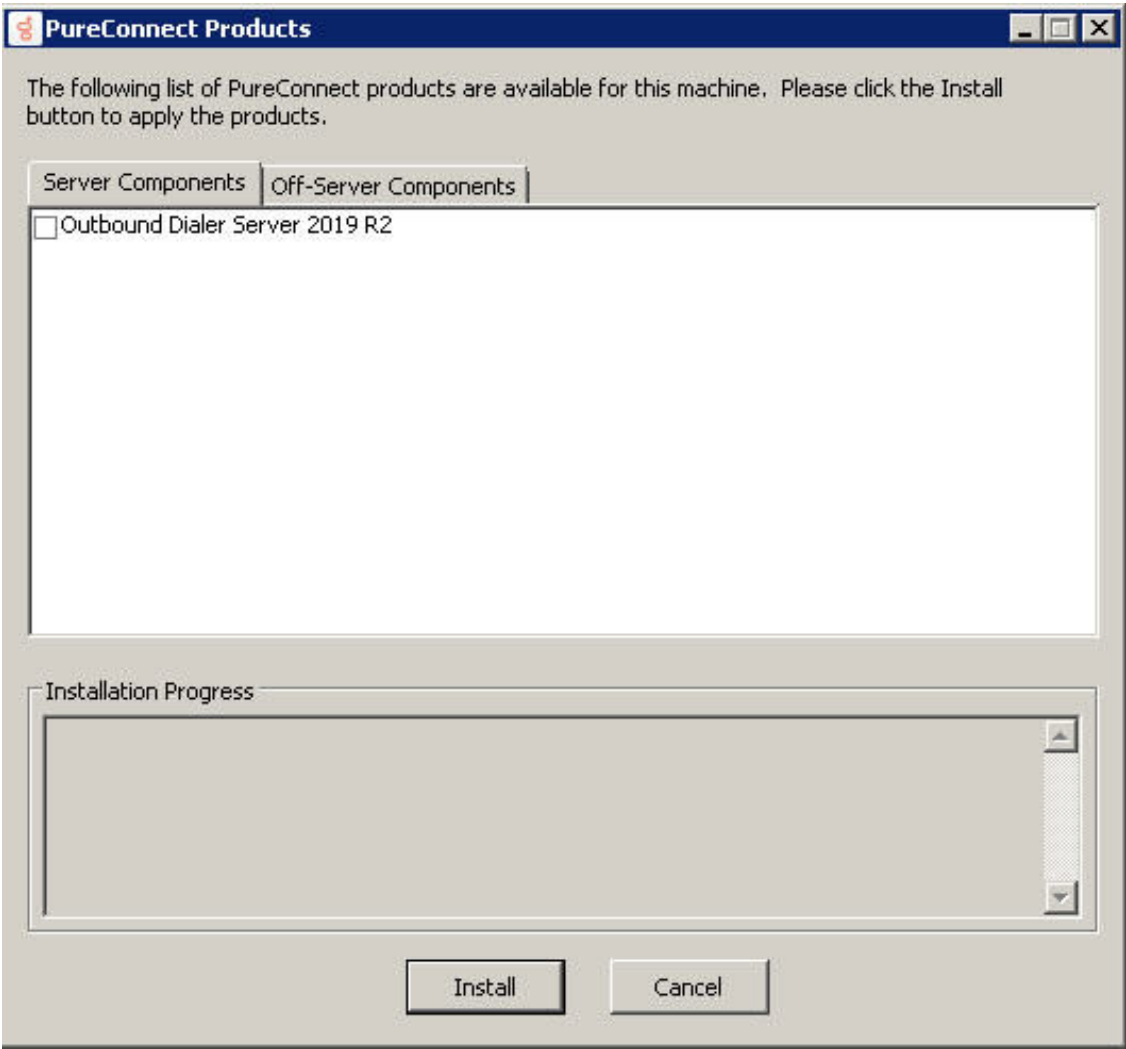 PureConnect Products
The following list of PureConnect products are available for this machine.  Please click the Install
button to apply the products.
Server Components
Off-Server Components
Outbound Dialer Server 2019 R2
Installation Progress
Install
Cancel